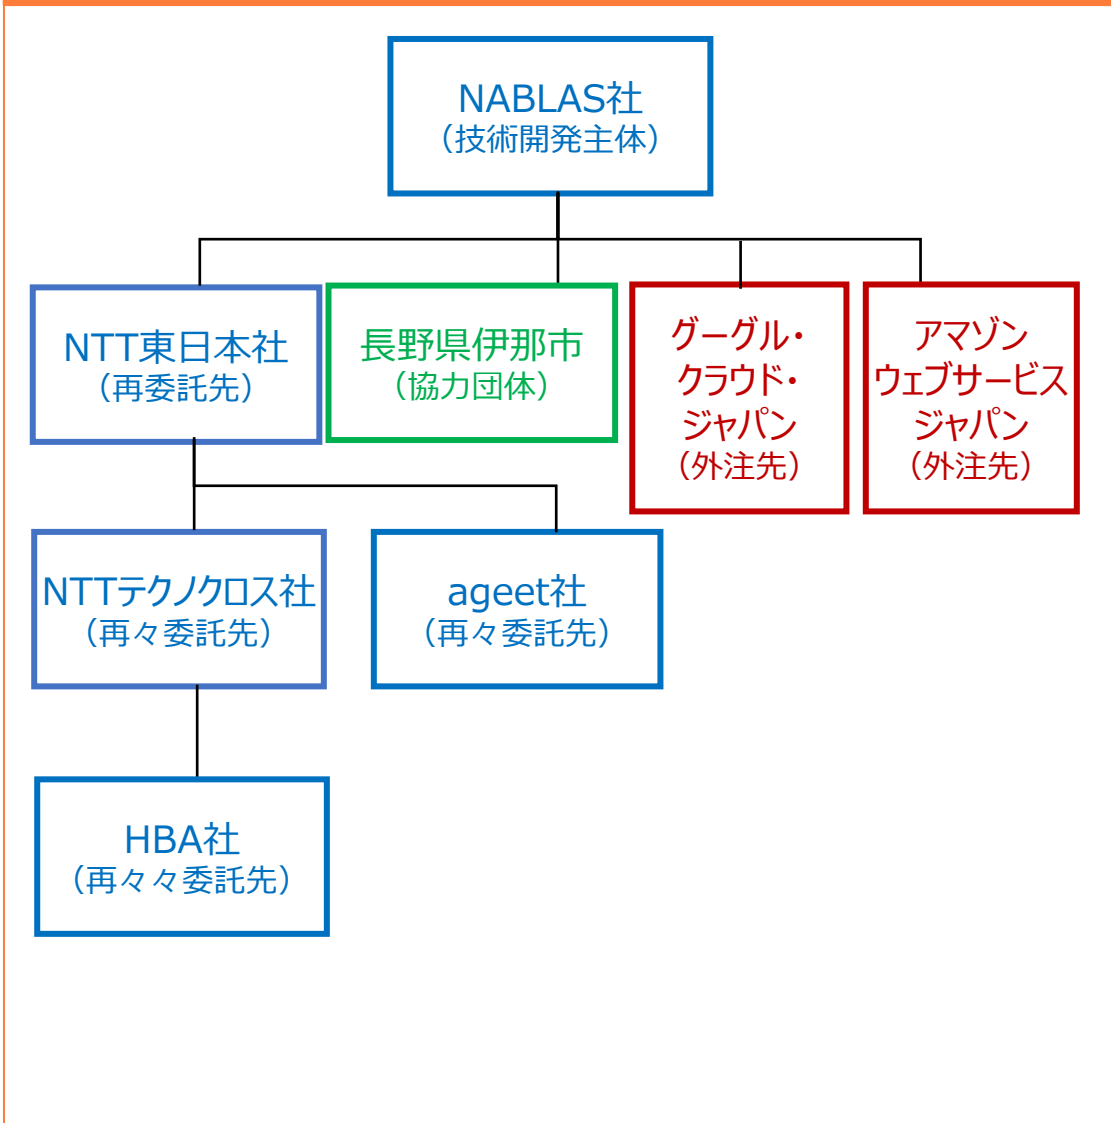 NABLAS社
（技術開発主体）
NTT東日本社
（再委託先）
長野県伊那市
（協力団体）
グーグル・
クラウド・
ジャパン
（外注先）
アマゾン
ウェブサービス
ジャパン
（外注先）
NTTテクノクロス社
（再々委託先）
ageet社
（再々委託先）
HBA社
（再々々委託先）